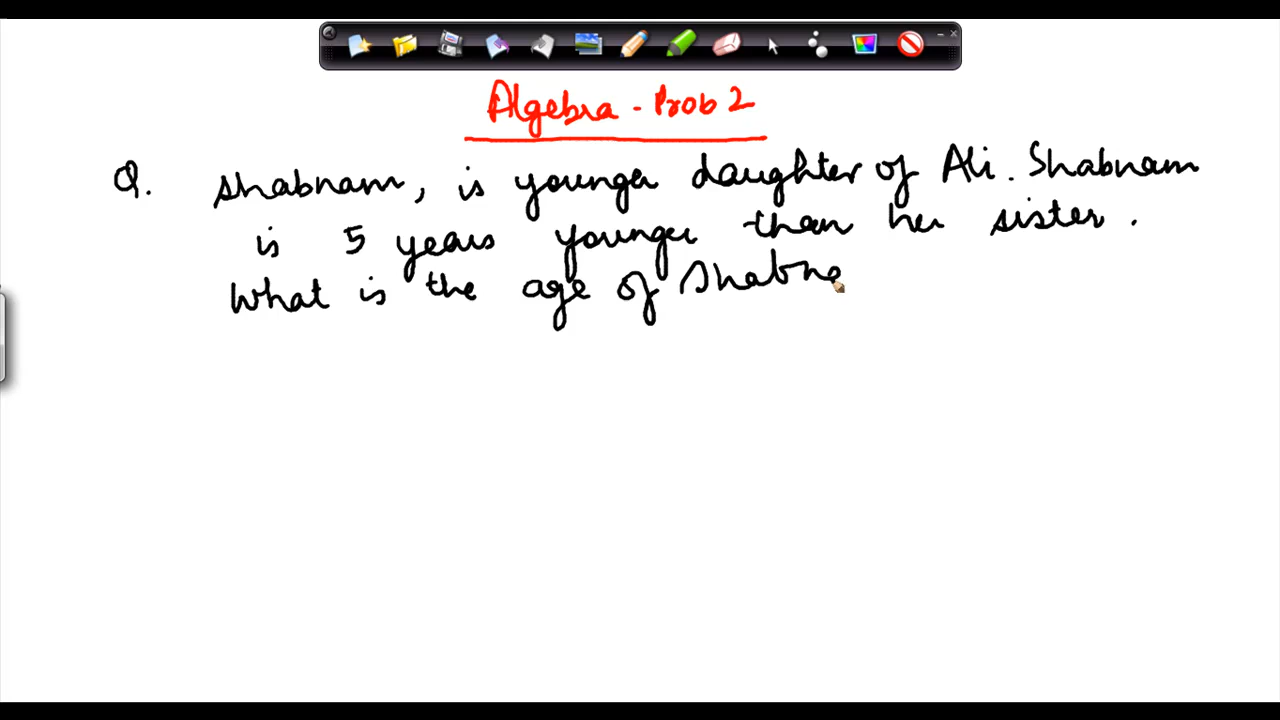 Algebra - Prob 2
Q. Shabnam, is younger daughter of Ali. Shabnam
is 5 years younger than her sister.
What is the age of Shabna